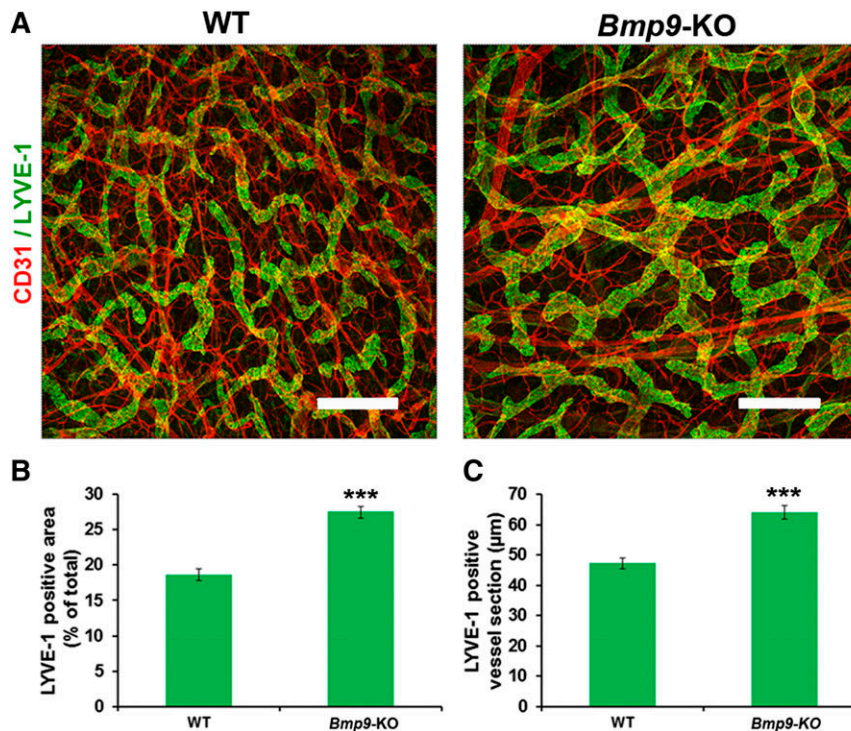 A
WT
Bmp9-KO
CD31 / LYVE-1
B
LYVE-1 positive area
(% of total)
30
25
20
15
10
5
0
***
WT
Bmp9-KO
C
LYVE-1 positive
vessel section (µm)
70
60
50
40
30
20
10
0
***
WT
Bmp9-KO